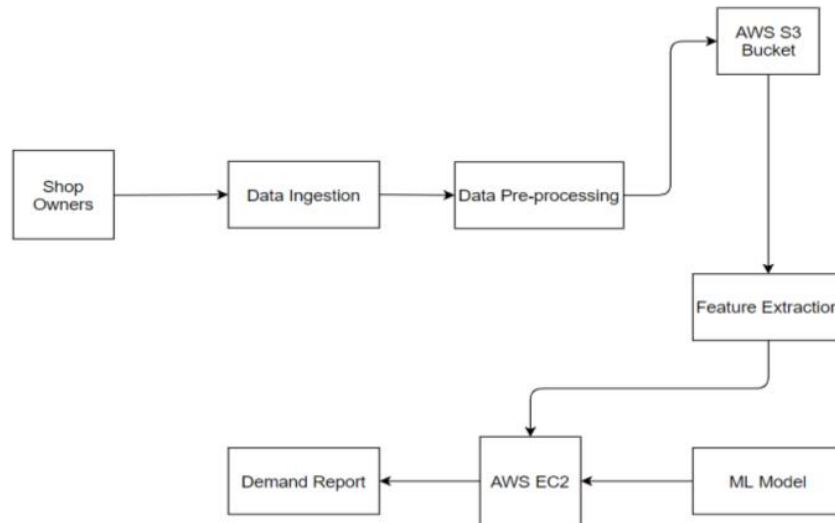 AWS S3
Bucket
Shop
Owners
Data Ingestion
Data Pre-processing
Feature Extraction
Demand Report
AWS EC2
ML Model